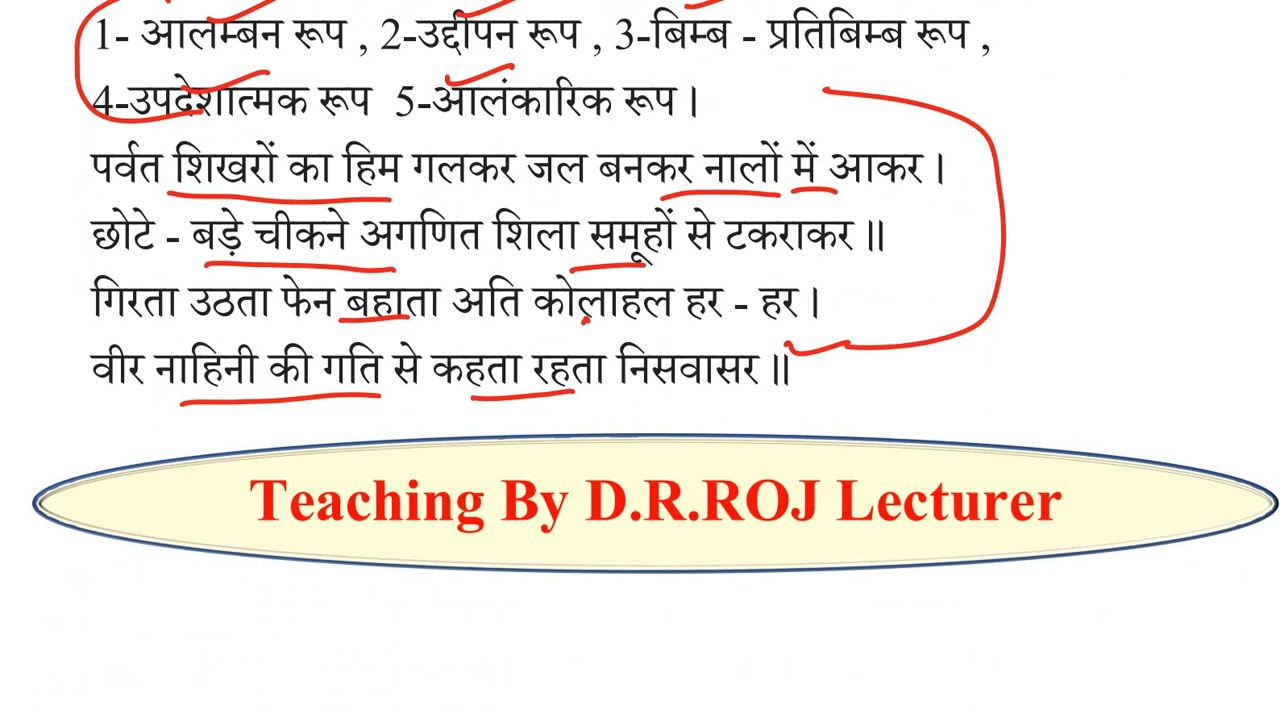 1- आलम्बन रूप , 2-उद्दीपन रूप , 3-बिम्ब - प्रतिबिम्ब रूप ,
4-उपदेशात्मक रूप 5-आलंकारिक रूप ।
पर्वत शिखरों का हिम गलकर जल बनकर नालों में आकर ।
छोटे - बड़े चीकने अगणित शिला समूहों से टकराकर ॥
गिरता उठता फेन बहाता अति कोलाहल हर - हर ।
वीर नाहिनी की गति से कहता रहता निसवासर ॥
Teaching By D.R.ROJ Lecturer